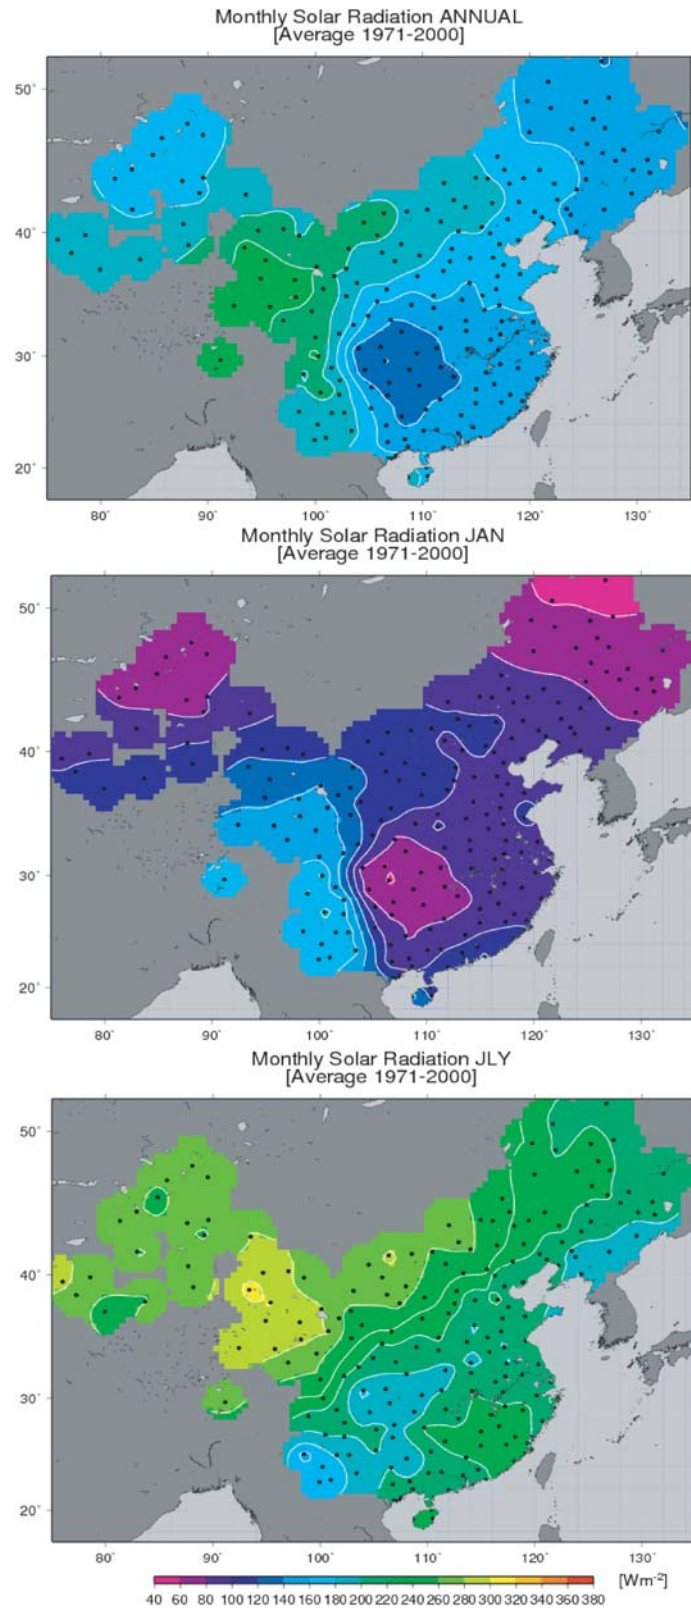 Monthly Solar Radiation ANNUAL
[Average 1971-2000]
50°
40°
30°
20°
80° 90° 100° 110° 120° 130°
Monthly Solar Radiation JAN
[Average 1971-2000]
50°
40°
30°
20°
80° 90° 100° 110° 120° 130°
Monthly Solar Radiation JLY
[Average 1971-2000]
50°
40°
30°
20°
80° 90° 100° 110° 120° 130°
[Wm-2]
40 60 80 100 120 140 160 180 200 220 240 260 280 300 320 340 360 380